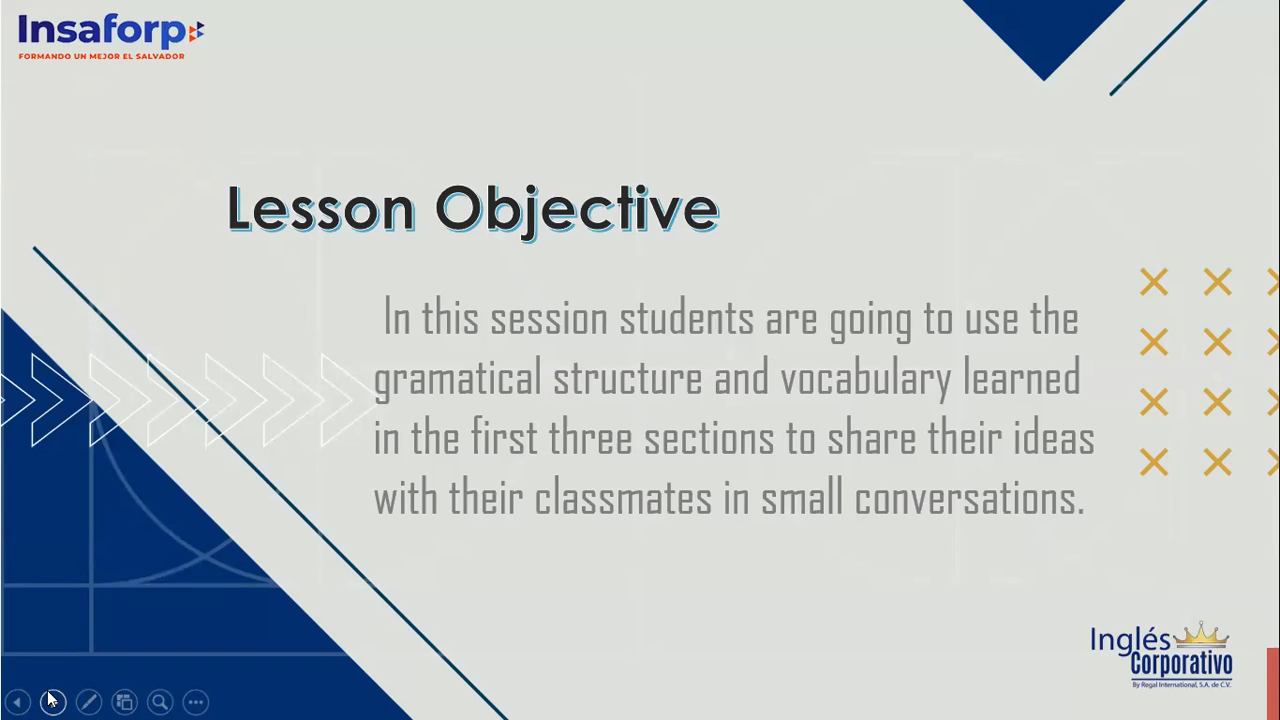 Insaforp
FORMANDO UN MEJOR EL SALVADOR
Lesson Objective
In this session students are going to use the
gramatical structure and vocabulary learned
in the first three sections to share their ideas
with their classmates in small conversations.
Inglés
Corporativo
By Regal International, S.A. de C.V.